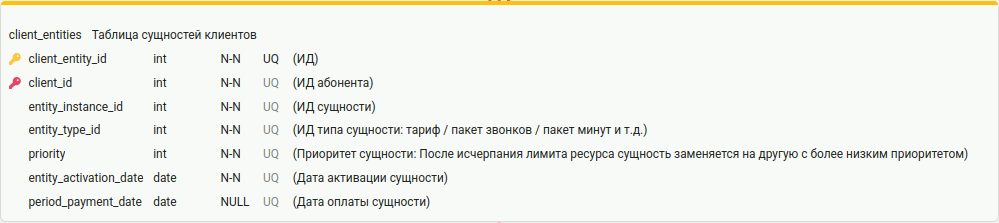 client_entities Таблица сущностей клиентов
client_entity_id int N-N UQ (ИД)
client_id int N-N UQ (ИД абонента)
entity_instance_id int N-N UQ (ИД сущности)
entity_type_id int N-N UQ (ИД типа сущности: тариф / пакет звонков / пакет минут и т.д.)
priority int N-N UQ (Приоритет сущности: После исчерпания лимита ресурса сущность заменяется на другую с более низким приоритетом)
entity_activation_date date N-N UQ (Дата активации сущности)
period_payment_date date NULL UQ (Дата оплаты сущности)